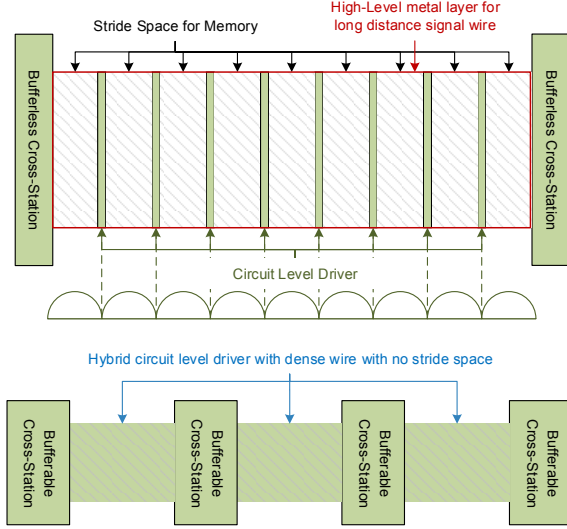 Stride Space for Memory
High-Level metal layer for
long distance signal wire
Bufferless Cross-Station
Bufferless Cross-Station
Circuit Level Driver
Hybrid circuit level driver with dense wire with no stride space
Bufferable
Cross-Station
Bufferable
Cross-Station
Bufferable
Cross-Station
Bufferable
Cross-Station